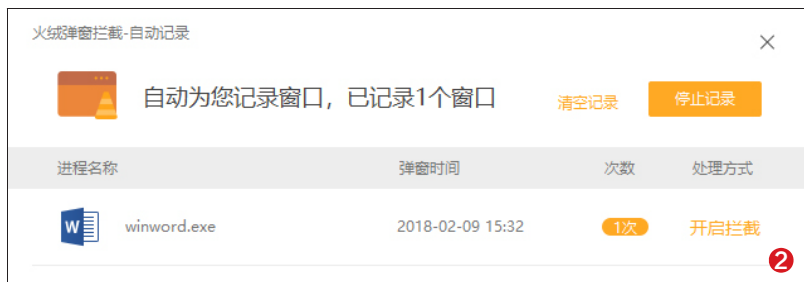 火绒弹窗拦截-自动记录
自动为您记录窗口，已记录1个窗口 清空记录 停止记录
进程名称 弹窗时间 次数 处理方式
W winword.exe 2018-02-09 15:32 1次 开启拦截
2